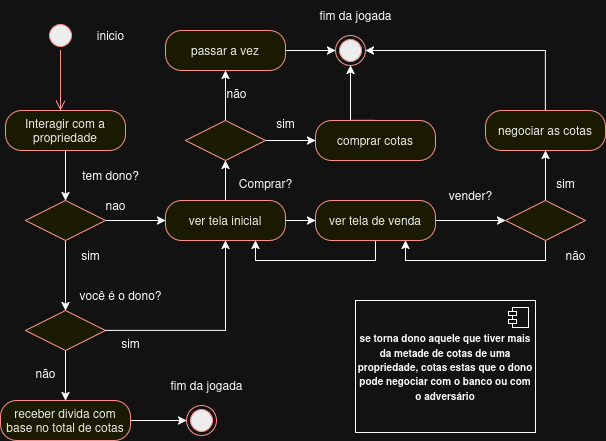 fim da jogada
inicio
passar a vez
não
Interagir com a
propriedade
sim
comprar cotas
negociar as cotas
tem dono?
Comprar?
vender?
sim
nao
ver tela inicial
ver tela de venda
sim
não
você é o dono?
sim
não
se torna dono aquele que tiver mais
da metade de cotas de uma
propriedade, cotas estas que o dono
pode negociar com o banco ou com
o adversário
fim da jogada
receber divida com
base no total de cotas